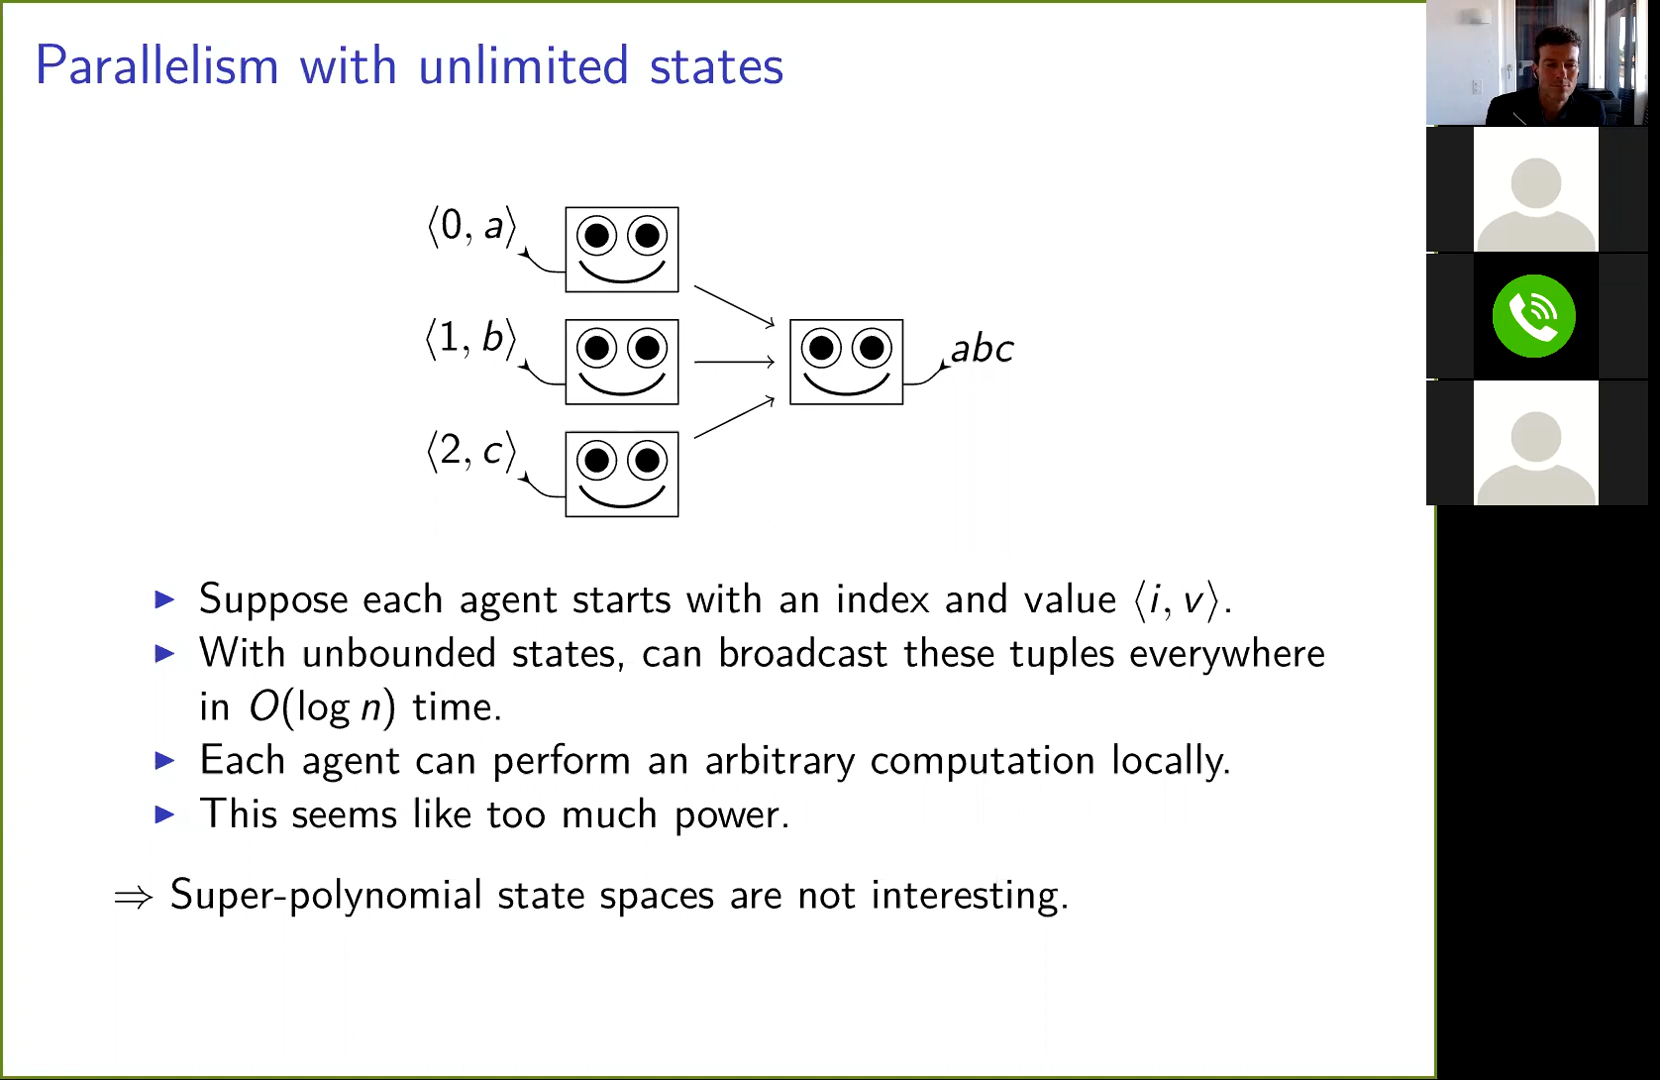 Parallelism with unlimited states
⟨0, a⟩
⟨1, b⟩
abc
⟨2, c⟩
▶ Suppose each agent starts with an index and value ⟨i, v⟩.
▶ With unbounded states, can broadcast these tuples everywhere
in O(log n) time.
▶ Each agent can perform an arbitrary computation locally.
▶ This seems like too much power.
⇒ Super-polynomial state spaces are not interesting.